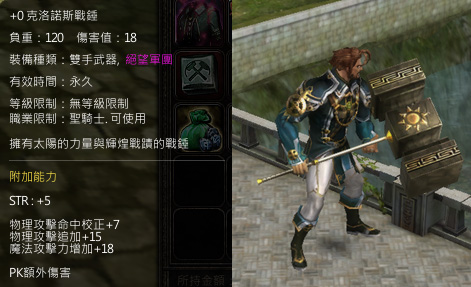 +0 克洛諾斯戰錘
負重：120 傷害值：18
裝備種類：雙手武器, 絕望軍團
有效時間：永久
等級限制：無等級限制
職業限制：聖騎士. 可使用
擁有太陽的力量與輝煌戰蹟的戰錘
附加能力
STR : +5
物理攻擊命中校正+7
物理攻擊追加+15
魔法攻擊力增加+18
PK額外傷害
所持金額